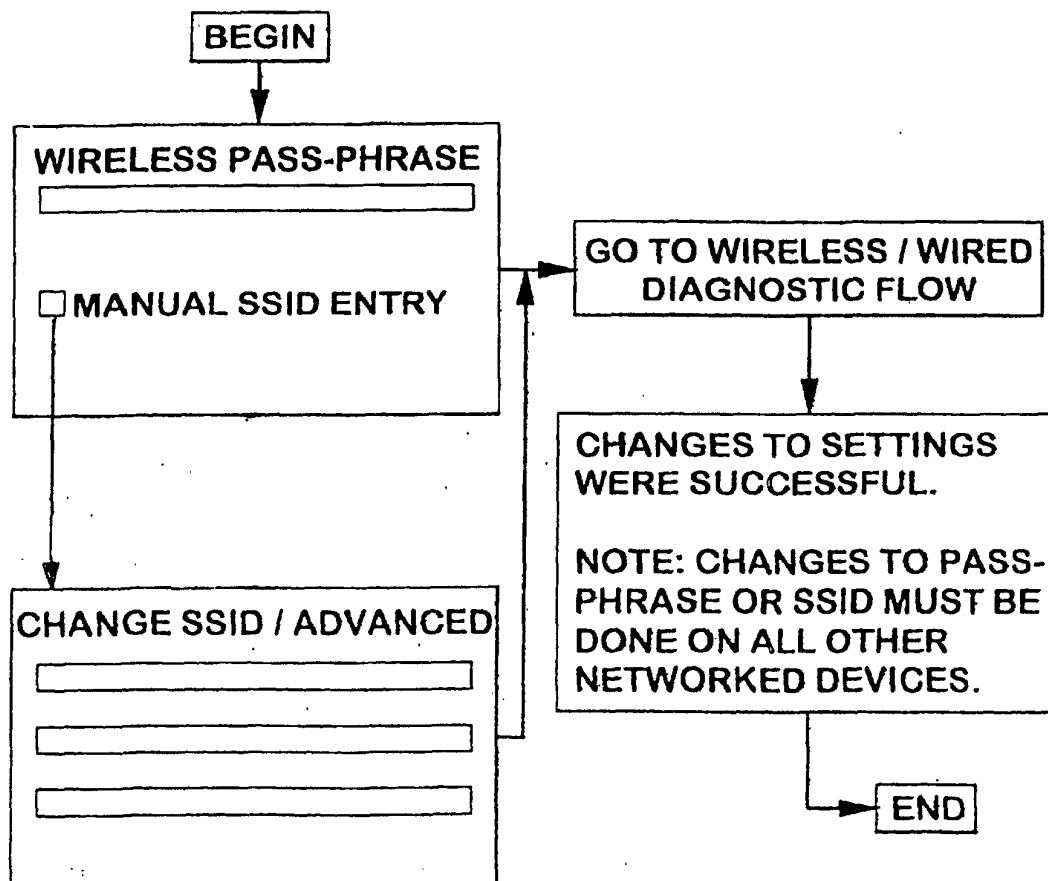 BEGIN
WIRELESS PASS-PHRASE
MANUAL SSID ENTRY
CHANGE SSID / ADVANCED
GO TO WIRELESS / WIRED
DIAGNOSTIC FLOW
CHANGES TO SETTINGS
WERE SUCCESSFUL.
NOTE: CHANGES TO PASS-
PHRASE OR SSID MUST BE
DONE ON ALL OTHER
NETWORKED DEVICES.
END